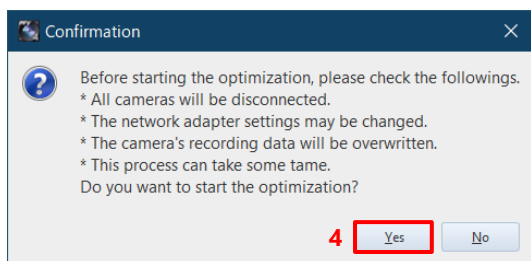 Confirmation
Before starting the optimization, please check the followings.
* All cameras will be disconnected.
* The network adapter settings may be changed.
* The camera's recording data will be overwritten.
* This process can take some tame.
Do you want to start the optimization?
4 Yes No